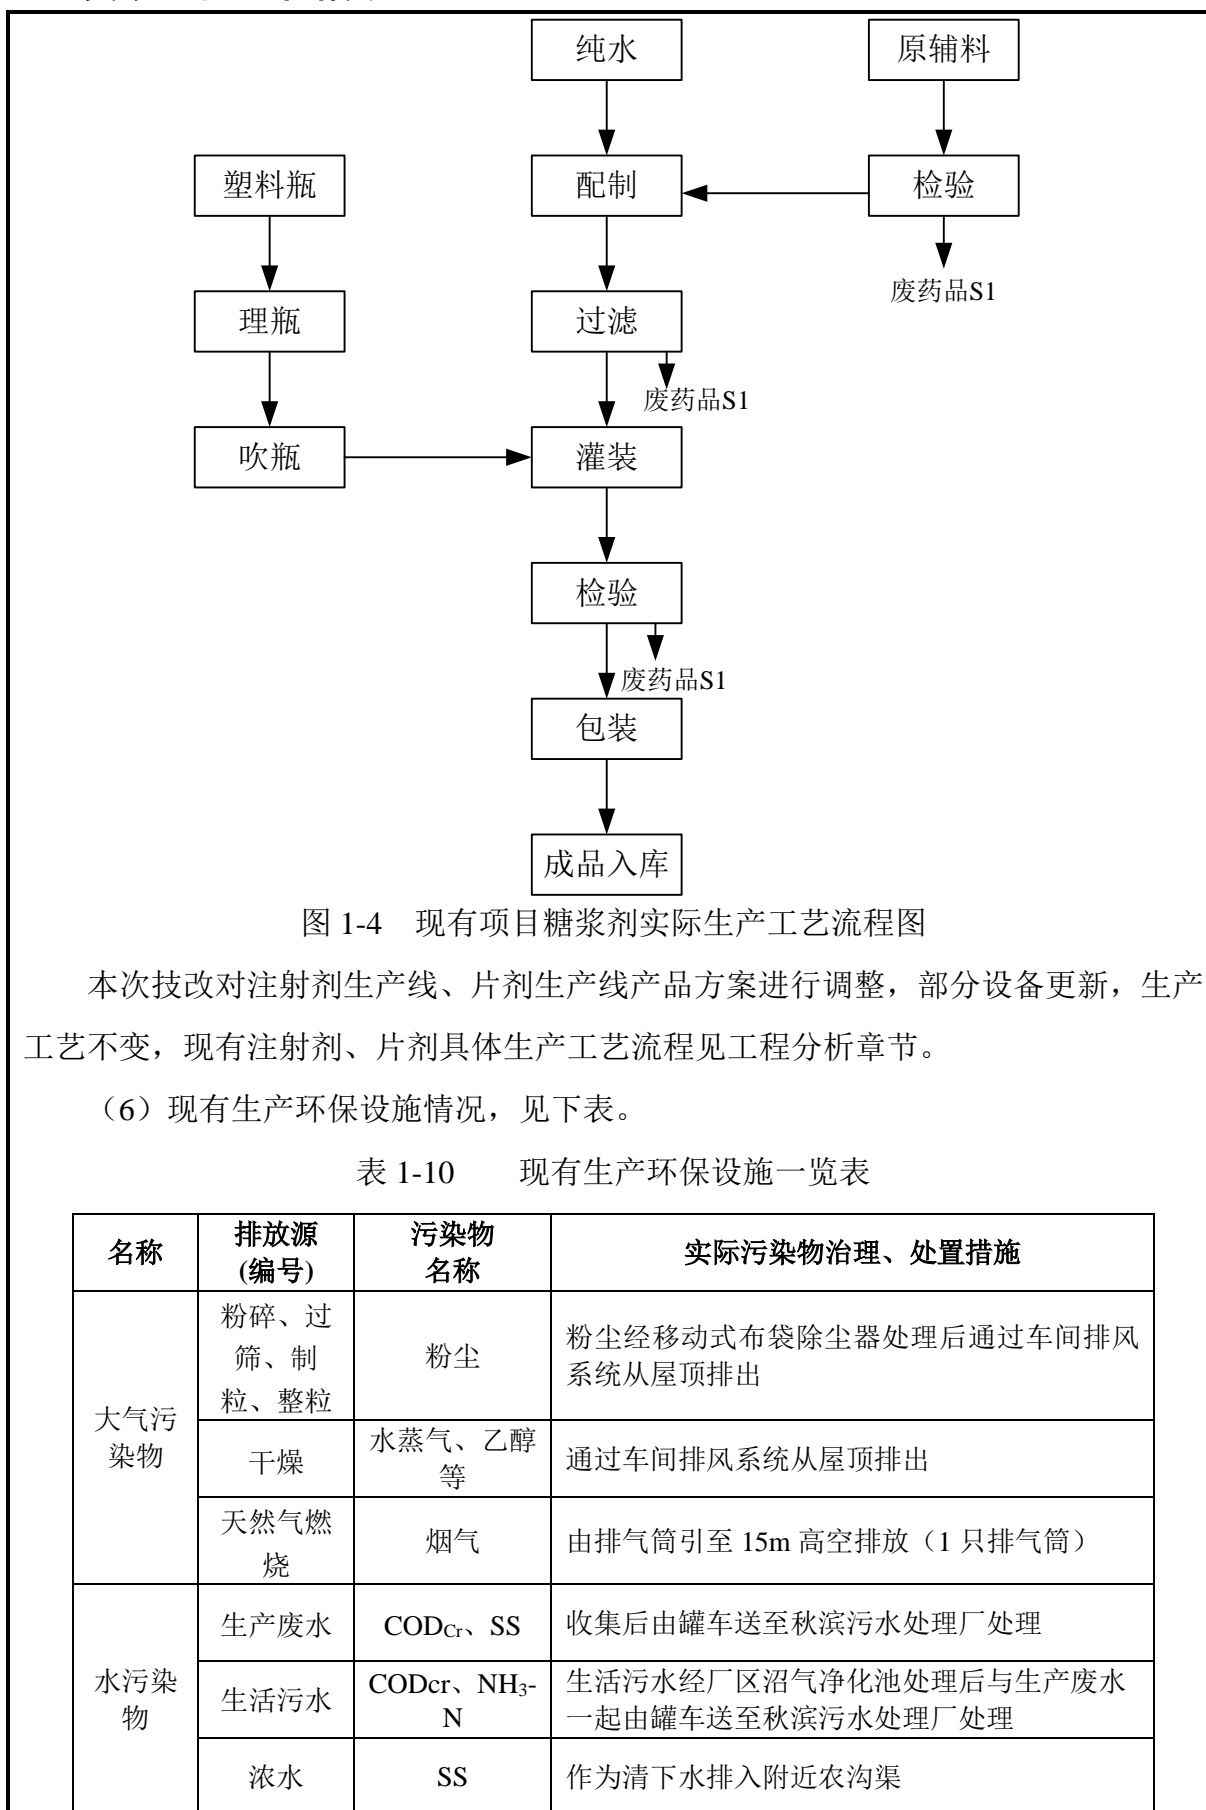 纯水
原辅料
塑料瓶
配制
检验
废药品S1
理瓶
过滤
废药品S1
吹瓶
灌装
检验
废药品S1
包装
成品入库
图 1-4 现有项目糖浆剂实际生产工艺流程图
本次技改对注射剂生产线、片剂生产线产品方案进行调整，部分设备更新，生产
工艺不变，现有注射剂、片剂具体生产工艺流程见工程分析章节。
（6）现有生产环保设施情况，见下表。
表 1-10 现有生产环保设施一览表
名称
排放源
(编号)
污染物
名称
实际污染物治理、处置措施
大气污
染物
粉碎、过
筛、制
粒、整粒
粉尘
粉尘经移动式布袋除尘器处理后通过车间排风
系统从屋顶排出
干燥
水蒸气、乙醇
等
通过车间排风系统从屋顶排出
天然气燃
烧
烟气
由排气筒引至 15m 高空排放（1 只排气筒）
水污染
物
生产废水
CODCr、SS
收集后由罐车送至秋滨污水处理厂处理
生活污水
CODcr、NH3-
N
生活污水经厂区沼气净化池处理后与生产废水
一起由罐车送至秋滨污水处理厂处理
浓水
SS
作为清下水排入附近农沟渠